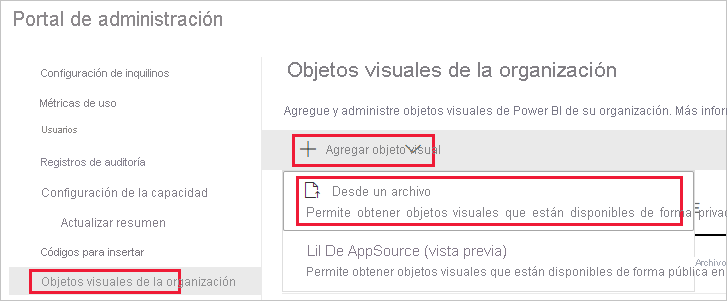 Portal de administración
Configuración de inquilinos
Métricas de uso
Usuarios
Registros de auditoría
Configuración de la capacidad
Actualizar resumen
Códigos para insertar
Objetos visuales de la organización
Objetos visuales de la organización
Agregue y administre objetos visuales de Power BI de su organización. Más infor
Agregar objeto visual
Desde un archivo
Permite obtener objetos visuales que están disponibles de forma priva
Lil De AppSource (vista previa)
Archivo
Permite obtener objetos visuales que están disponibles de forma pública en